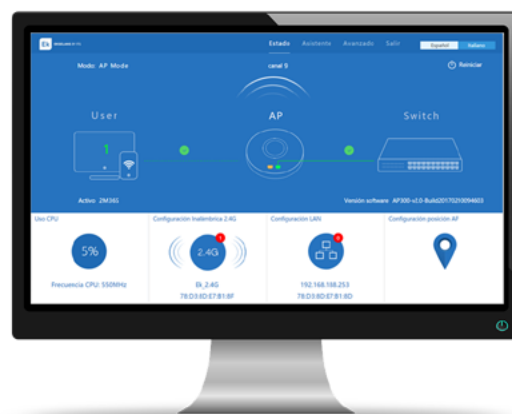 Ek
Estado Asistente Avanzado Salir Español Italiano
Modo: AP Mode canal 9 Reiniciar
User AP Switch
1
Activo 2M36S Versión software AP300-v2.0-Build20170210094603
Uso CPU Configuración Inalámbrica 2.4G Configuración LAN Configuración posición AP
5% 2.4G
Frecuencia CPU: 550MHz Ek_2.4G 192.168.188.253
78:D3:8D:E7:B1:8F 78:D3:8D:E7:B1:8D